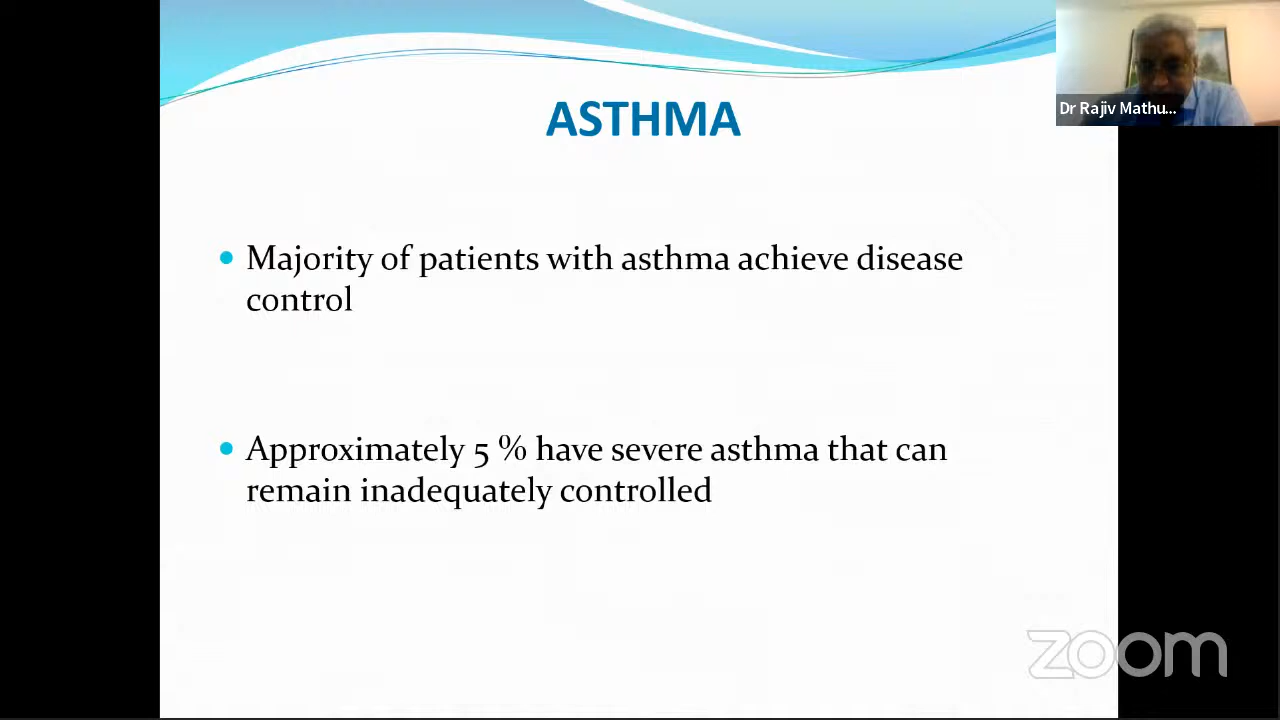 ASTHMA
Dr Rajiv Mathu...
• Majority of patients with asthma achieve disease
control
• Approximately 5 % have severe asthma that can
remain inadequately controlled
zoom